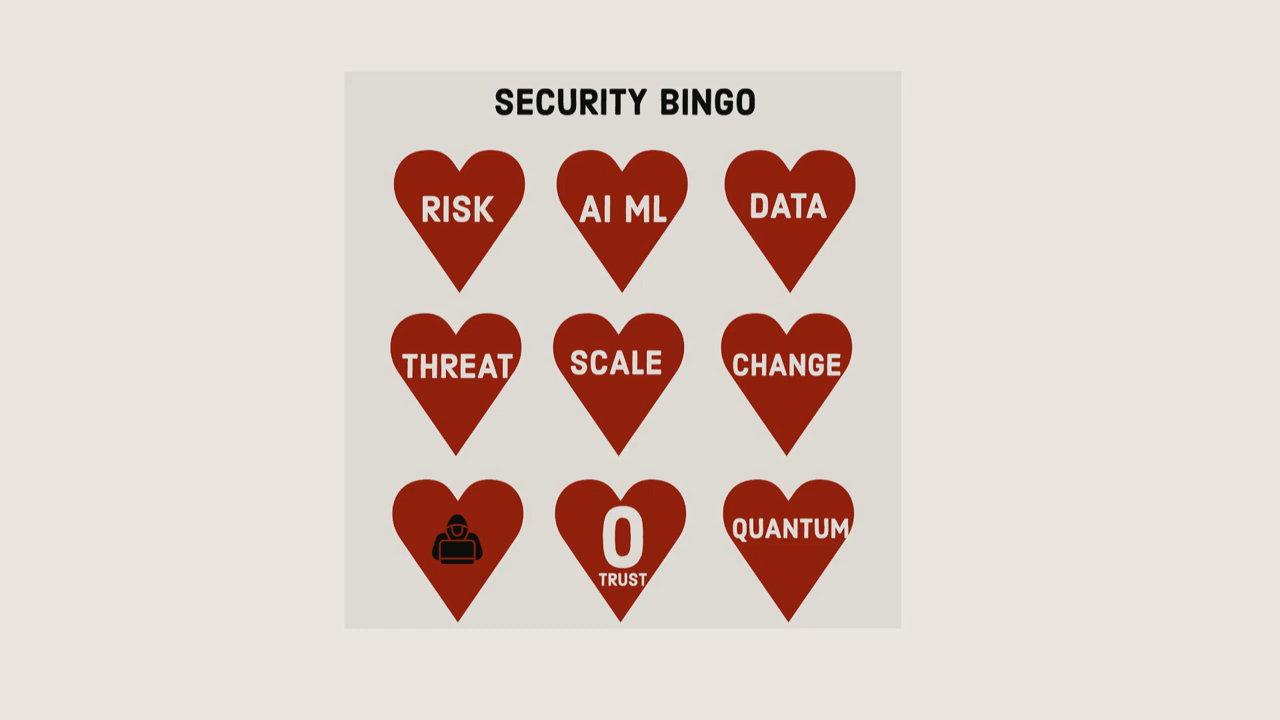 SECURITY BINGO
RISK
AI ML
DATA
THREAT
SCALE
CHANGE
0
TRUST
QUANTUM